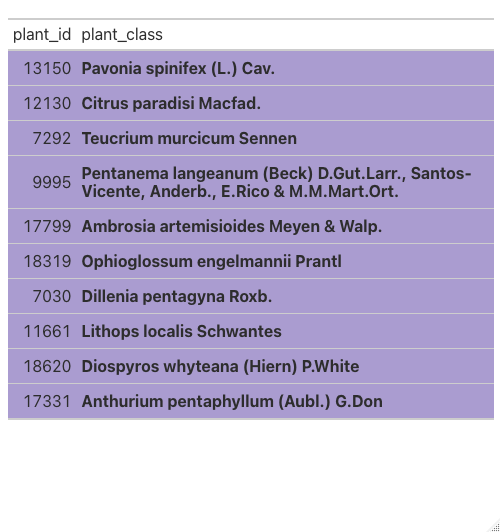 plant_id plant_class
13150 Pavonia spinifex (L.) Cav.
12130 Citrus paradisi Macfad.
7292 Teucrium murcicum Sennen
9995 Pentanema langeanum (Beck) D.Gut.Larr., Santos-
Vicente, Anderb., E.Rico & M.M.Mart.Ort.
17799 Ambrosia artemisioides Meyen & Walp.
18319 Ophioglossum engelmannii Prantl
7030 Dillenia pentagyna Roxb.
11661 Lithops localis Schwantes
18620 Diospyros whyteana (Hiern) P.White
17331 Anthurium pentaphyllum (Aubl.) G.Don